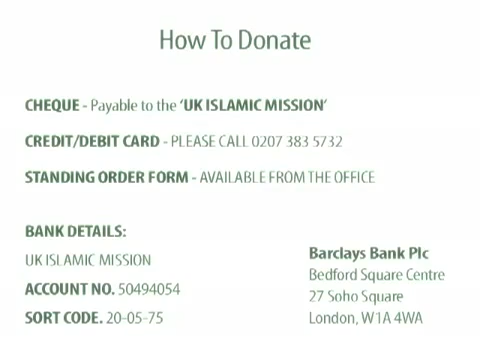 How To Donate
CHEQUE - Payable to the ‘UK ISLAMIC MISSION’
CREDIT/DEBIT CARD - PLEASE CALL 0207 383 5732
STANDING ORDER FORM - AVAILABLE FROM THE OFFICE
BANK DETAILS:
UK ISLAMIC MISSION
ACCOUNT NO. 50494054
SORT CODE. 20-05-75
Barclays Bank Plc
Bedford Square Centre
27 Soho Square
London, W1A 4WA